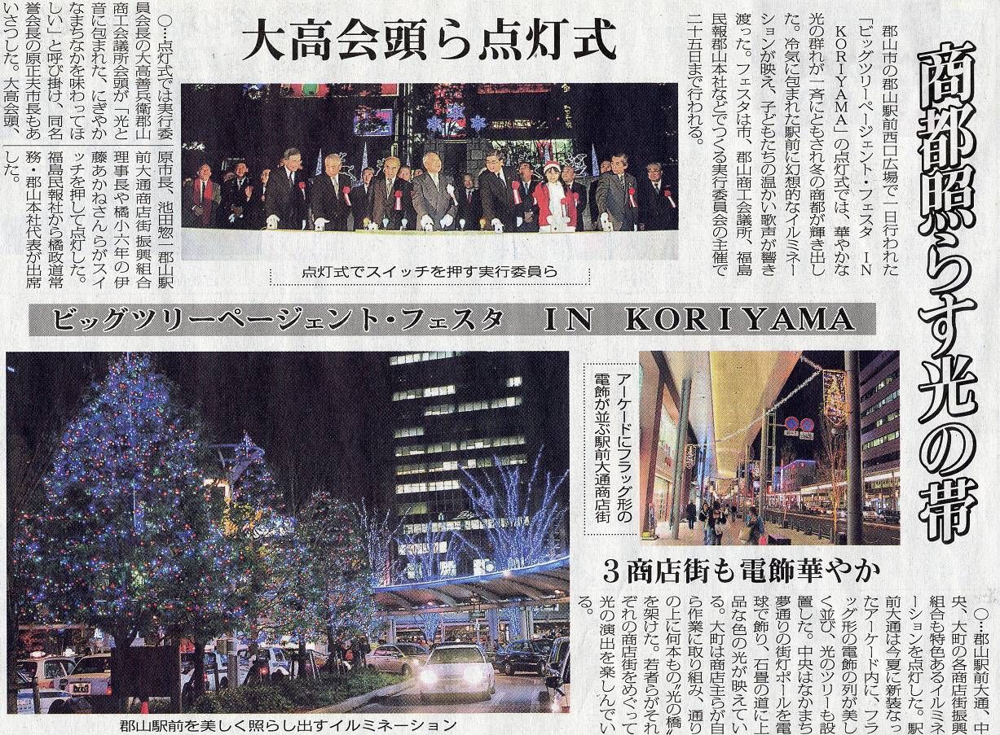 商都照らす光の帯
郡山市の郡山駅前西口広場で一日行われた
「ビッグツリーページェント・フェスタ IN
KORIYAMA」の点灯式では、華やかな
光の群れが一斉にともされ冬の商都が輝き出し
た。冷気に包まれた駅前に幻想的なイルミネー
ションが映え、子どもたちの温かい歌声が響き
渡った。フェスタは市、郡山商工会議所、福島
民報郡山本社などでつくる実行委員会の主催で
二十五日まで行われる。
大高会頭ら点灯式
点灯式でスイッチを押す実行委員ら
〇…点灯式では実行委
員会長の大高善兵衛郡山
商工会議所会頭が「光と
音に包まれた、にぎやか
なまちなかを味わってほ
しい」と呼び掛け、同名
誉会長の原正夫市長もあ
いさつした。大高会頭、
原市長、池田惣一郡山駅
前大通商店街振興組合
理事長や橘小六年の伊
藤あかねさんらがスイ
ッチを押して点灯した。
福島民報社から橘政道常
務・郡山本社代表が出席
した。
ビッグツリーページェント・フェスタ IN KORIYAMA
アーケードにフラッグ形の
電飾が並ぶ駅前大通商店街
3商店街も電飾華やか
〇…郡山駅前大通、中
央、大町の各商店街振興
組合も特色あるイルミネ
ーションを点灯した。駅
前大通は今夏に新装なっ
たアーケード内に、フラ
ッグ形の電飾の列が美し
く並び、光のツリーも設
置した。中央はなかまち
夢通りの街灯ポールを電
球で飾り、石畳の道に上
品な色の光が映えてい
る。大町は商店主らが自
ら作業に取り組み、通り
の上に何本もの〝光の橋〟
を架けた。若者らがそれ
ぞれの商店街をめぐって
光の演出を楽しんでい
る。
郡山駅前を美しく照らし出すイルミネーション